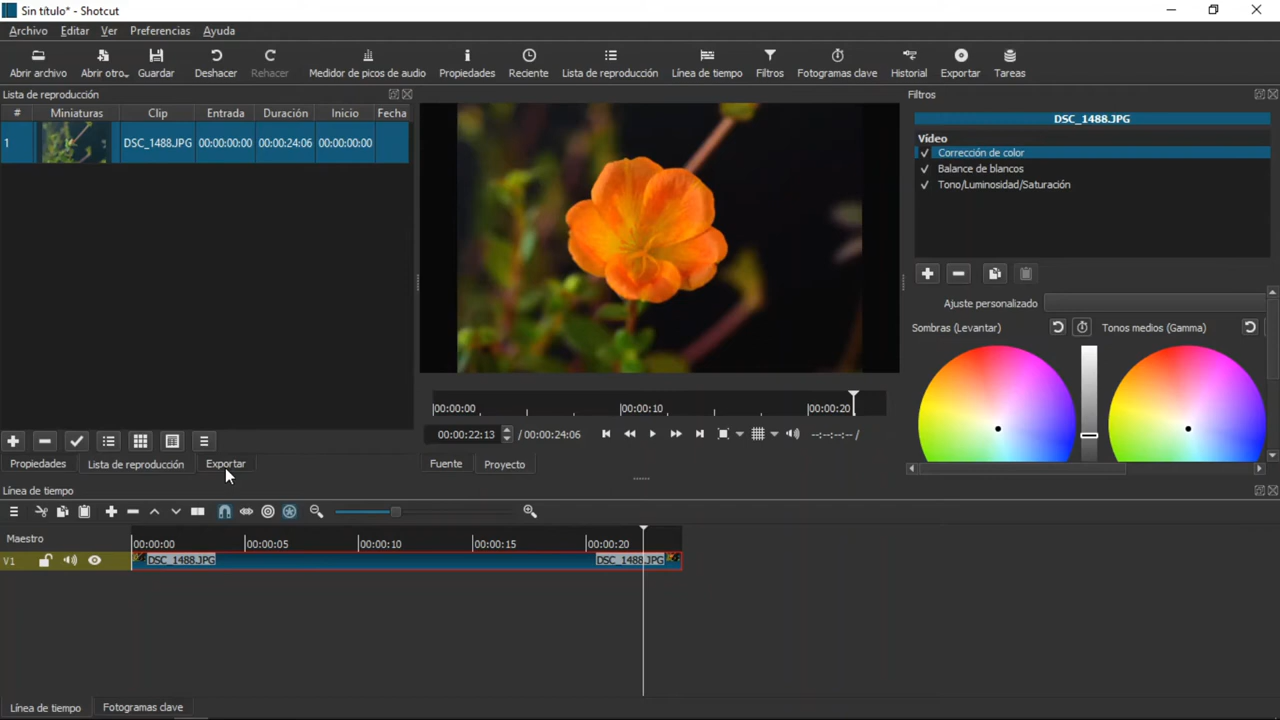 Sin título* - Shotcut
Archivo Editar Ver Preferencias Ayuda
Abrir archivo Abrir otro.. Guardar Deshacer Rehacer Medidor de picos de audio Propiedades Reciente Lista de reproducción Línea de tiempo Filtros Fotogramas clave Historial Exportar Tareas
Lista de reproducción
# Miniaturas Clip Entrada Duración Inicio Fecha
1 DSC_1488.JPG 00:00:00:00 00:00:24:06 00:00:00:00
Filtros
DSC_1488.JPG
Vídeo
Corrección de color
Balance de blancos
Tono/Luminosidad/Saturación
Ajuste personalizado
Sombras (Levantar) Tonos medios (Gamma)
00:00:00 00:00:10 00:00:20
00:00:22:13 / 00:00:24:06 --:--:--:-- /
Propiedades Lista de reproducción Exportar
Fuente Proyecto
Línea de tiempo
Maestro 00:00:00 00:00:05 00:00:10 00:00:15 00:00:20
V1 DSC_1488.JPG DSC_1488.JPG
Línea de tiempo Fotogramas clave